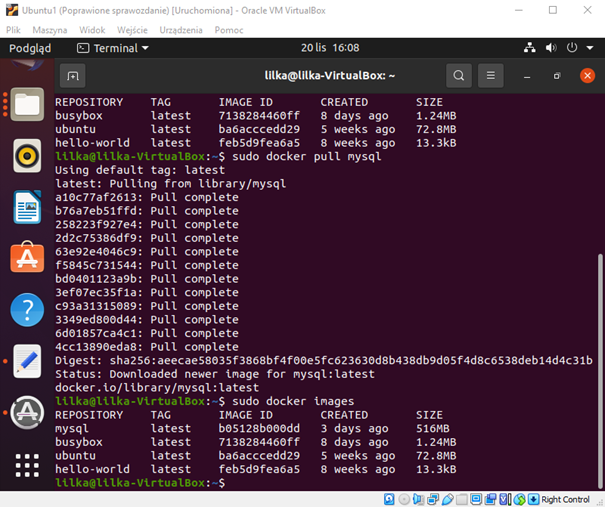 Ubuntu1 (Poprawione sprawozdanie) [Uruchomiona] - Oracle VM VirtualBox
Plik Maszyna Widok Wejście Urządzenia Pomoc
Podgląd Terminal 20 lis 16:08
lilka@lilka-VirtualBox: ~
REPOSITORY TAG IMAGE ID CREATED SIZE
busybox latest 7138284460ff 8 days ago 1.24MB
ubuntu latest ba6acccedd29 5 weeks ago 72.8MB
hello-world latest feb5d9fea6a5 8 weeks ago 13.3kB
lilka@lilka-VirtualBox:~$ sudo docker pull mysql
Using default tag: latest
latest: Pulling from library/mysql
a10c77af2613: Pull complete
b76a7eb51ffd: Pull complete
258223f927e4: Pull complete
2d2c75386df9: Pull complete
63e92e4046c9: Pull complete
f5845c731544: Pull complete
bd0401123a9b: Pull complete
3ef07ec35f1a: Pull complete
c93a31315089: Pull complete
3349ed800d44: Pull complete
6d01857ca4c1: Pull complete
4cc13890eda8: Pull complete
Digest: sha256:aeecae58035f3868bf4f00e5fc623630d8b438db9d05f4d8c6538deb14d4c31b
Status: Downloaded newer image for mysql:latest
docker.io/library/mysql:latest
lilka@lilka-VirtualBox:~$ sudo docker images
REPOSITORY TAG IMAGE ID CREATED SIZE
mysql latest b05128b000dd 3 days ago 516MB
busybox latest 7138284460ff 8 days ago 1.24MB
ubuntu latest ba6acccedd29 5 weeks ago 72.8MB
hello-world latest feb5d9fea6a5 8 weeks ago 13.3kB
lilka@lilka-VirtualBox:~$
Right Control